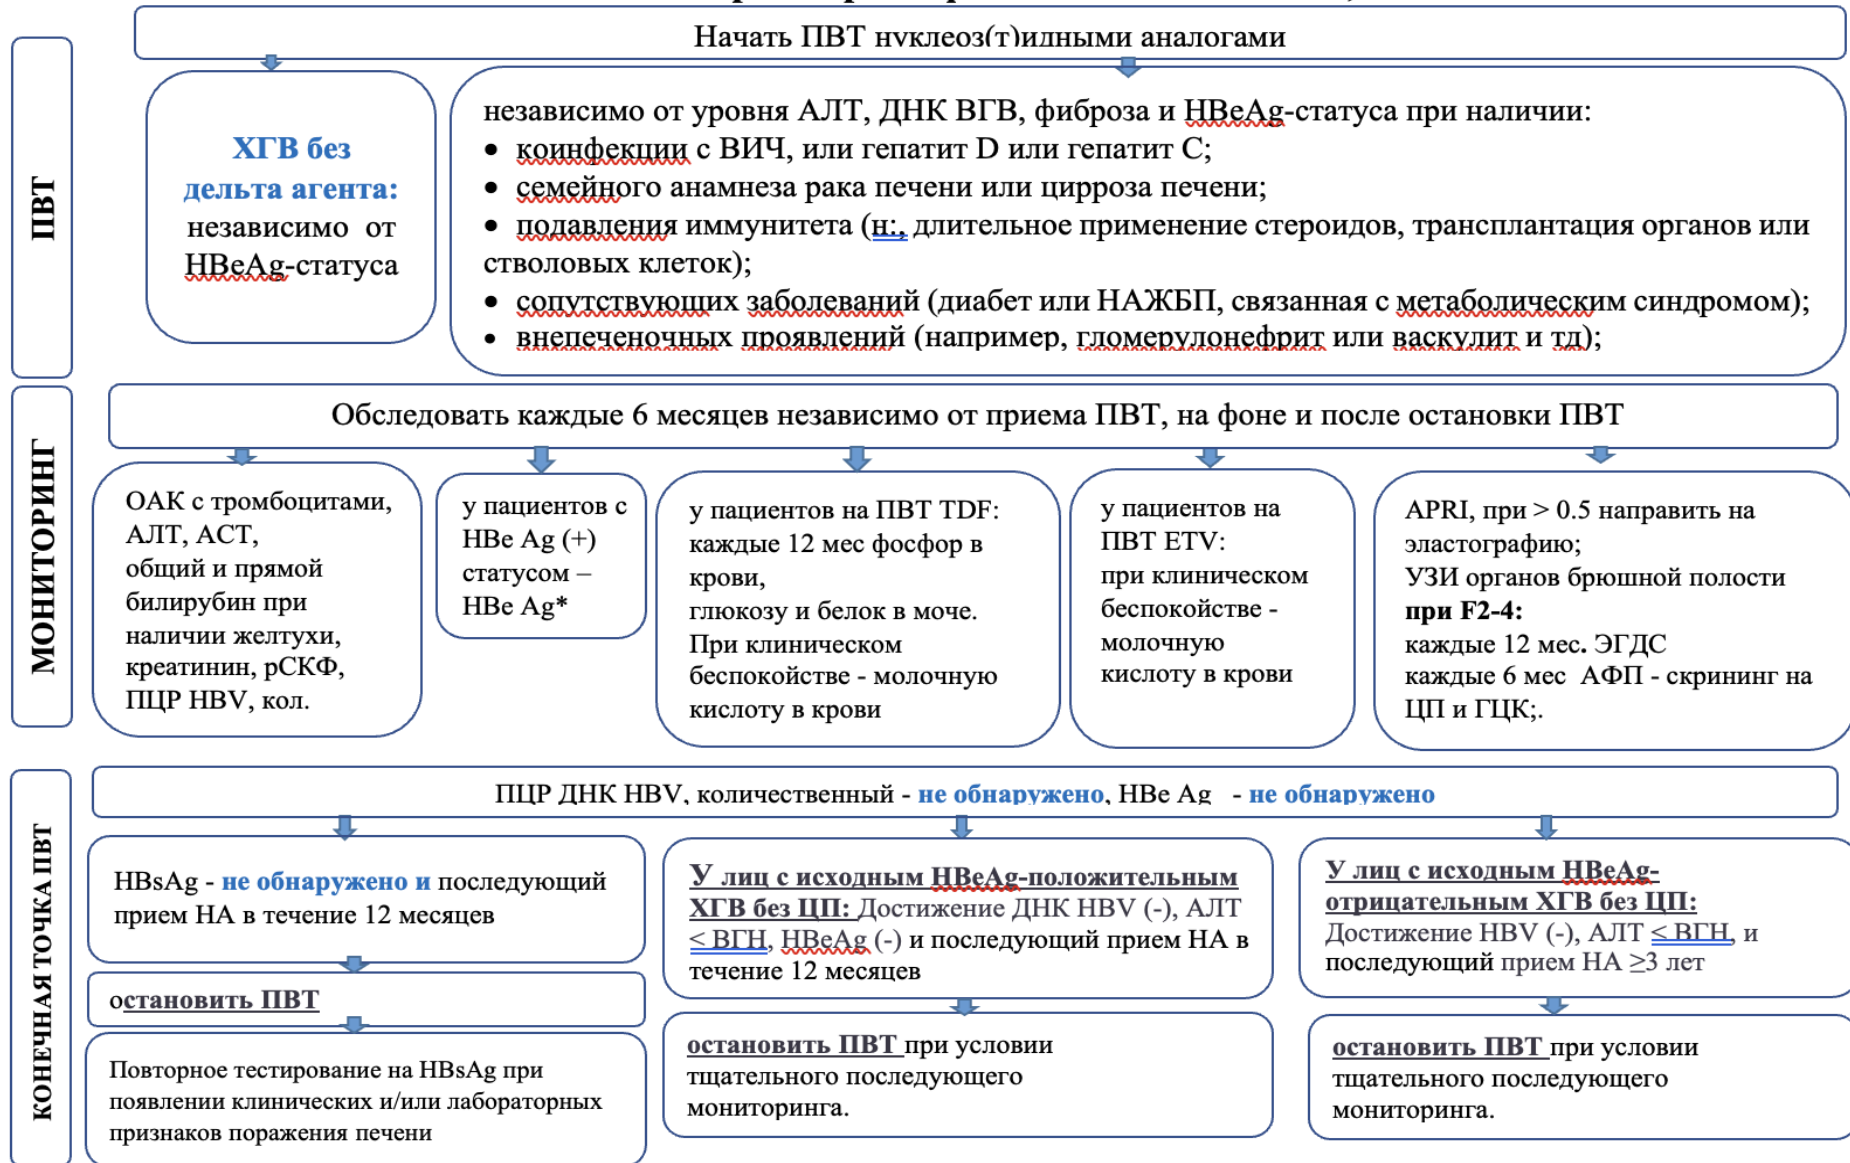 Начать ПВТ нуклеоз(т)идными аналогами
ПВТ
ХГВ без
дельта агента:
независимо от
HBeAg-статуса
независимо от уровня АЛТ, ДНК ВГВ, фиброза и HBeAg-статуса при наличии:
• коинфекции с ВИЧ, или гепатит D или гепатит С;
• семейного анамнеза рака печени или цирроза печени;
• подавления иммунитета (н:, длительное применение стероидов, трансплантация органов или
стволовых клеток);
• сопутствующих заболеваний (диабет или НАЖБП, связанная с метаболическим синдромом);
• внепеченочных проявлений (например, гломерулонефрит или васкулит и тд);
МОНИТОРИНГ
Обследовать каждые 6 месяцев независимо от приема ПВТ, на фоне и после остановки ПВТ
ОАК с тромбоцитами,
АЛТ, АСТ,
общий и прямой
билирубин при
наличии желтухи,
креатинин, рСКФ,
ПЦР HBV, кол.
у пациентов с
HBe Ag (+)
статусом –
HBe Ag*
у пациентов на ПВТ TDF:
каждые 12 мес фосфор в
крови,
глюкозу и белок в моче.
При клиническом
беспокойстве - молочную
кислоту в крови
у пациентов на
ПВТ ETV:
при клиническом
беспокойстве -
молочную
кислоту в крови
APRI, при > 0.5 направить на
эластографию;
УЗИ органов брюшной полости
при F2-4:
каждые 12 мес. ЭГДС
каждые 6 мес АФП - скрининг на
ЦП и ГЦК;.
КОНЕЧНАЯ ТОЧКА ПВТ
ПЦР ДНК HBV, количественный - не обнаружено, HBe Ag - не обнаружено
HBsAg - не обнаружено и последующий
прием НА в течение 12 месяцев
остановить ПВТ
Повторное тестирование на HBsAg при
появлении клинических и/или лабораторных
признаков поражения печени
У лиц с исходным HBeAg-положительным
ХГВ без ЦП: Достижение ДНК HBV (-), АЛТ
< ВГН, HBeAg (-) и последующий прием НА в
течение 12 месяцев
остановить ПВТ при условии
тщательного последующего
мониторинга.
У лиц с исходным HBeAg-
отрицательным ХГВ без ЦП:
Достижение HBV (-), АЛТ < ВГН, и
последующий прием НА ≥3 лет
остановить ПВТ при условии
тщательного последующего
мониторинга.